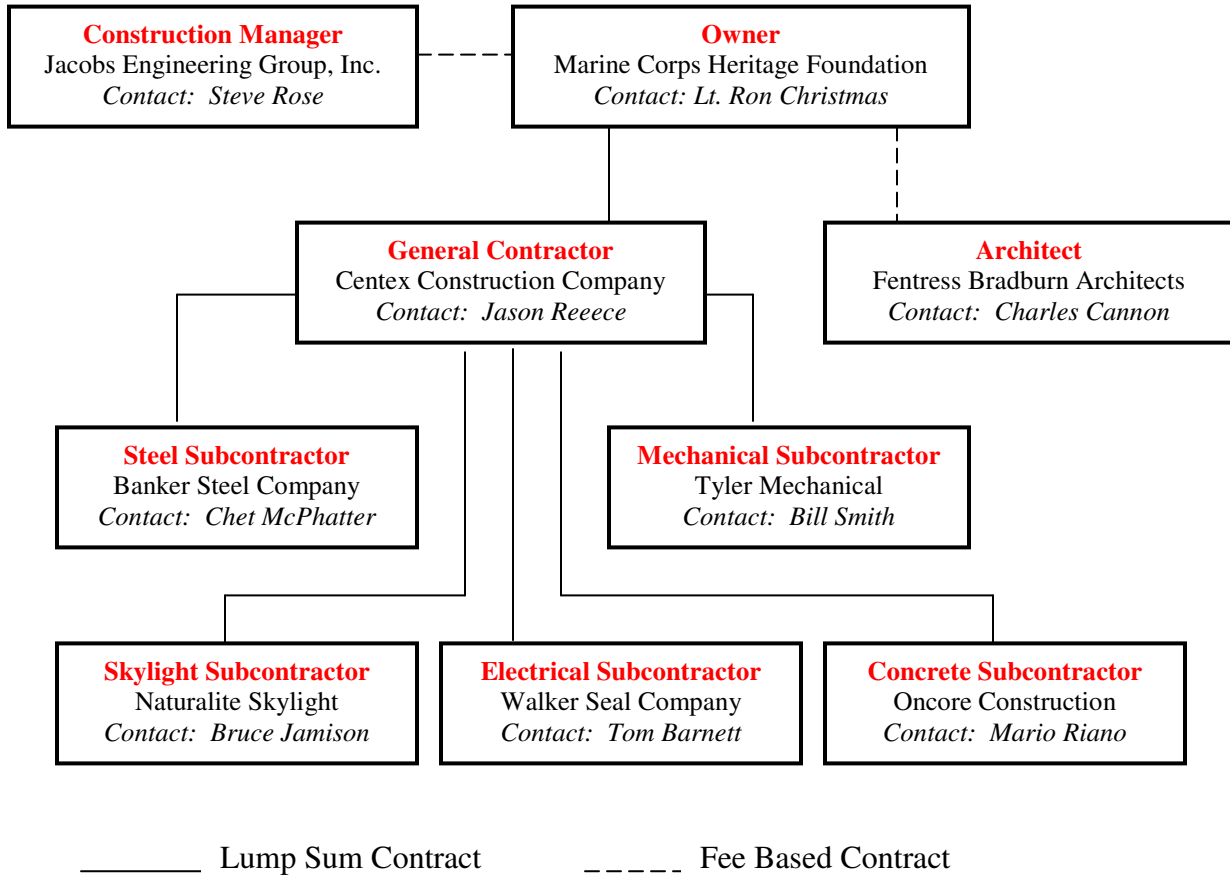 Construction Manager
Jacobs Engineering Group, Inc.
Contact: Steve Rose
Owner
Marine Corps Heritage Foundation
Contact: Lt. Ron Christmas
General Contractor
Centex Construction Company
Contact: Jason Reeece
Architect
Fentress Bradburn Architects
Contact: Charles Cannon
Steel Subcontractor
Banker Steel Company
Contact: Chet McPhatter
Mechanical Subcontractor
Tyler Mechanical
Contact: Bill Smith
Skylight Subcontractor
Naturalite Skylight
Contact: Bruce Jamison
Electrical Subcontractor
Walker Seal Company
Contact: Tom Barnett
Concrete Subcontractor
Oncore Construction
Contact: Mario Riano
Lump Sum Contract
Fee Based Contract